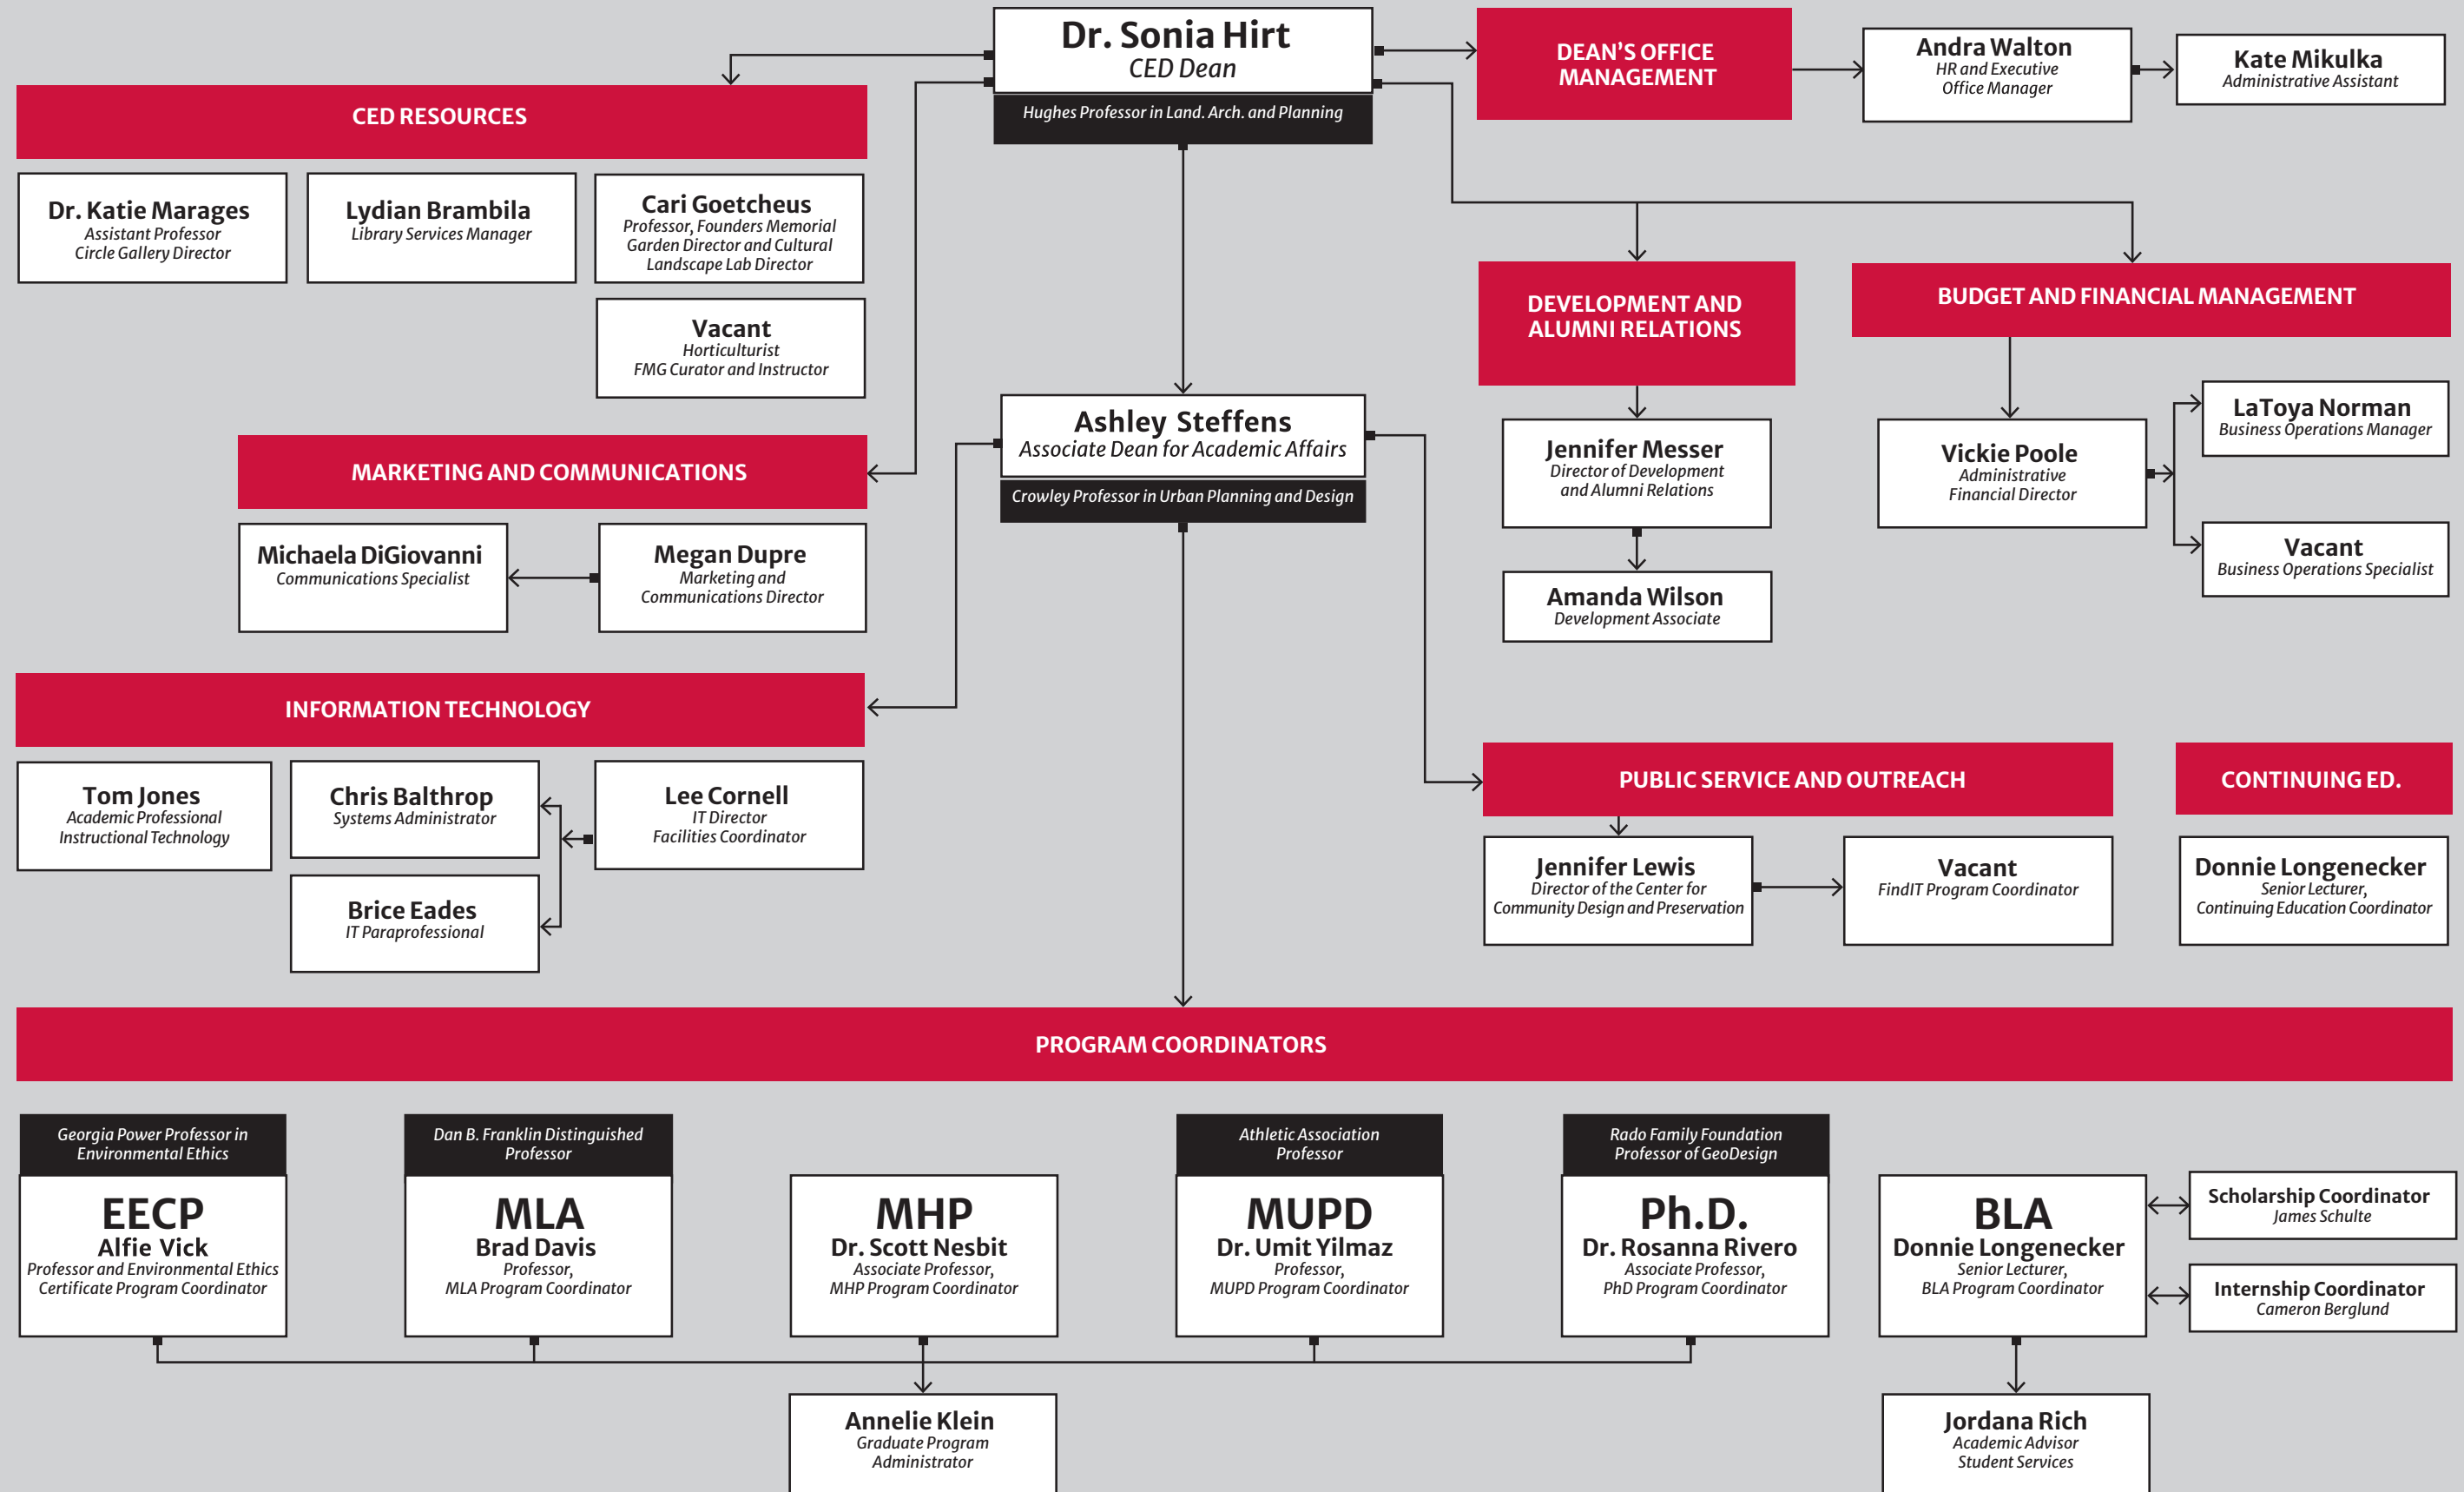 Dr. Sonia Hirt
CED Dean
Hughes Professor in Land. Arch. and Planning
DEAN'S OFFICE
MANAGEMENT
Andra Walton
HR and Executive
Office Manager
Kate Mikulka
Administrative Assistant
CED RESOURCES
Dr. Katie Marages
Assistant Professor
Circle Gallery Director
Lydian Brambila
Library Services Manager
Cari Goetcheus
Professor, Founders Memorial
Garden Director and Cultural
Landscape Lab Director
Vacant
Horticulturist
FMG Curator and Instructor
DEVELOPMENT AND
ALUMNI RELATIONS
BUDGET AND FINANCIAL MANAGEMENT
Ashley Steffens
Associate Dean for Academic Affairs
Crowley Professor in Urban Planning and Design
Jennifer Messer
Director of Development
and Alumni Relations
Amanda Wilson
Development Associate
Vickie Poole
Administrative
Financial Director
LaToya Norman
Business Operations Manager
Vacant
Business Operations Specialist
MARKETING AND COMMUNICATIONS
Michaela DiGiovanni
Communications Specialist
Megan Dupre
Marketing and
Communications Director
INFORMATION TECHNOLOGY
Tom Jones
Academic Professional
Instructional Technology
Chris Balthrop
Systems Administrator
Lee Cornell
IT Director
Facilities Coordinator
Brice Eades
IT Paraprofessional
PUBLIC SERVICE AND OUTREACH
Jennifer Lewis
Director of the Center for
Community Design and Preservation
Vacant
FindIT Program Coordinator
CONTINUING ED.
Donnie Longenecker
Senior Lecturer,
Continuing Education Coordinator
PROGRAM COORDINATORS
Georgia Power Professor in
Environmental Ethics
EECP
Alfie Vick
Professor and Environmental Ethics
Certificate Program Coordinator
Dan B. Franklin Distinguished
Professor
MLA
Brad Davis
Professor,
MLA Program Coordinator
MHP
Dr. Scott Nesbit
Associate Professor,
MHP Program Coordinator
Athletic Association
Professor
MUPD
Dr. Umit Yilmaz
Professor,
MUPD Program Coordinator
Rado Family Foundation
Professor of GeoDesign
Ph.D.
Dr. Rosanna Rivero
Associate Professor,
PhD Program Coordinator
BLA
Donnie Longenecker
Senior Lecturer,
BLA Program Coordinator
Scholarship Coordinator
James Schulte
Internship Coordinator
Cameron Berglund
Annelie Klein
Graduate Program
Administrator
Jordana Rich
Academic Advisor
Student Services